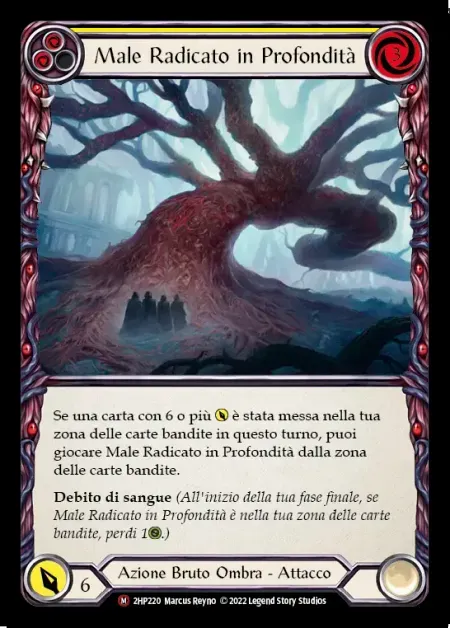 Male Radicato in Profondità
3
Se una carta con 6 o più è stata messa nella tua
zona delle carte bandite in questo turno, puoi
giocare Male Radicato in Profondità dalla zona
delle carte bandite.
Debito di sangue (All'inizio della tua fase finale, se
Male Radicato in Profondità è nella tua zona delle carte
bandite, perdi 1.)
6
Azione Bruto Ombra - Attacco
M 2HP220 Marcus Reyno © 2022 Legend Story Studios